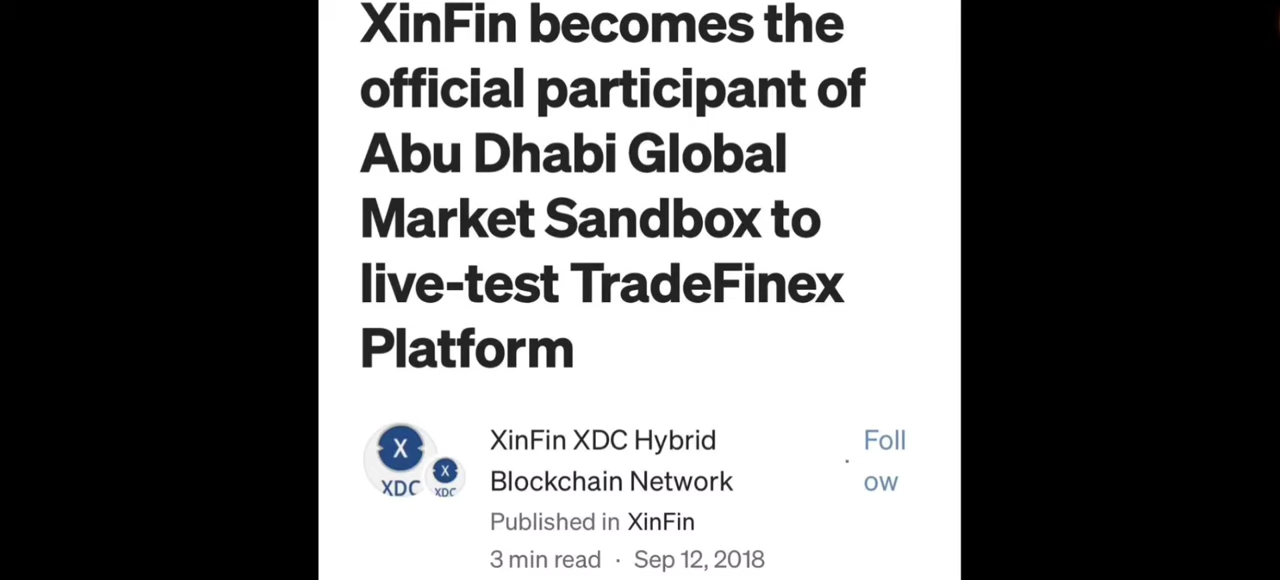 XinFin becomes the
official participant of
Abu Dhabi Global
Market Sandbox to
live-test TradeFinex
Platform
X
XDC
X
XDC
XinFin XDC Hybrid
Blockchain Network
· Foll
ow
Published in XinFin
3 min read · Sep 12, 2018